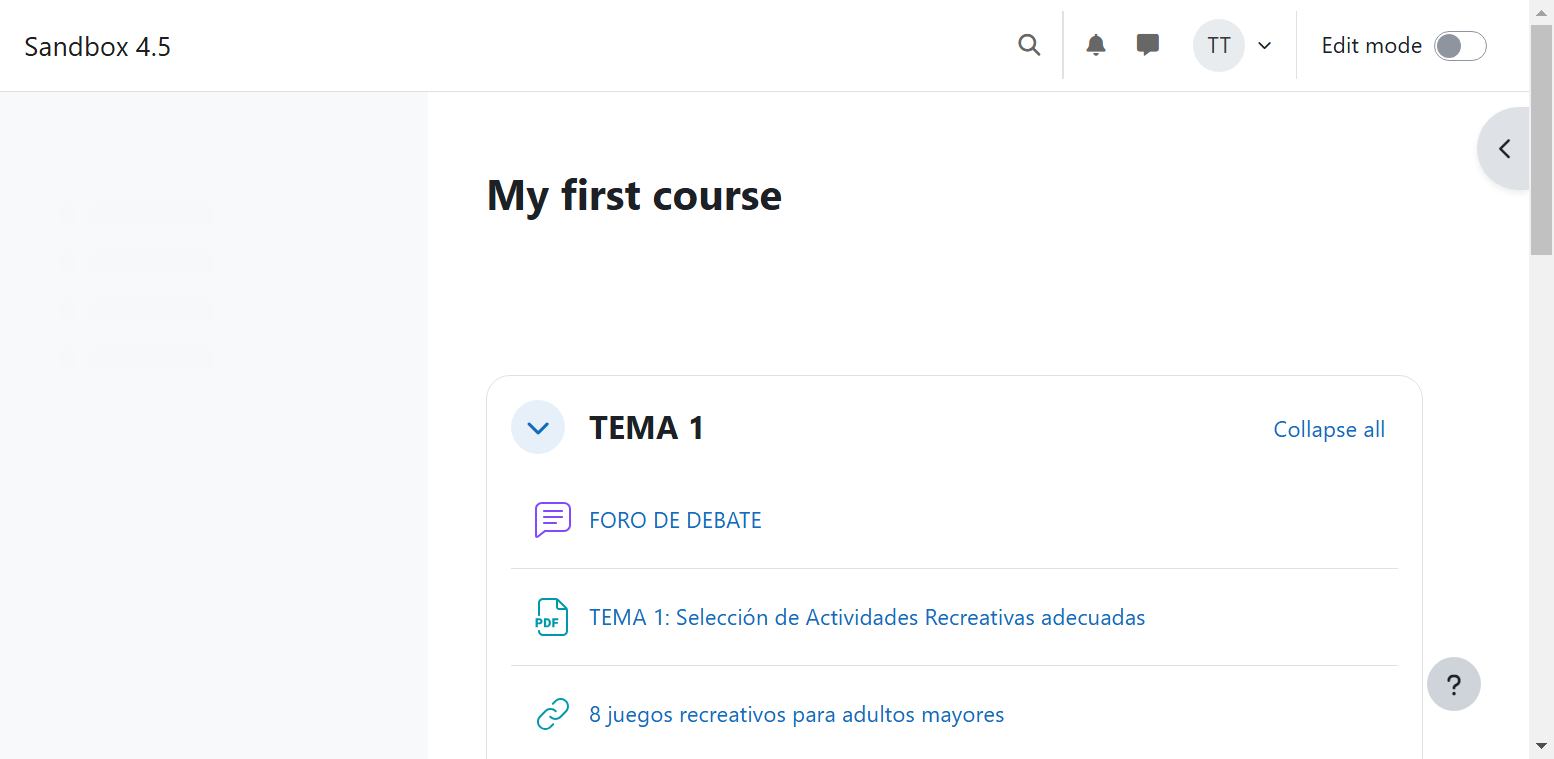 Sandbox 4.5
TT
Edit mode
My first course
TEMA 1
Collapse all
FORO DE DEBATE
PDF
TEMA 1: Selección de Actividades Recreativas adecuadas
8 juegos recreativos para adultos mayores
?